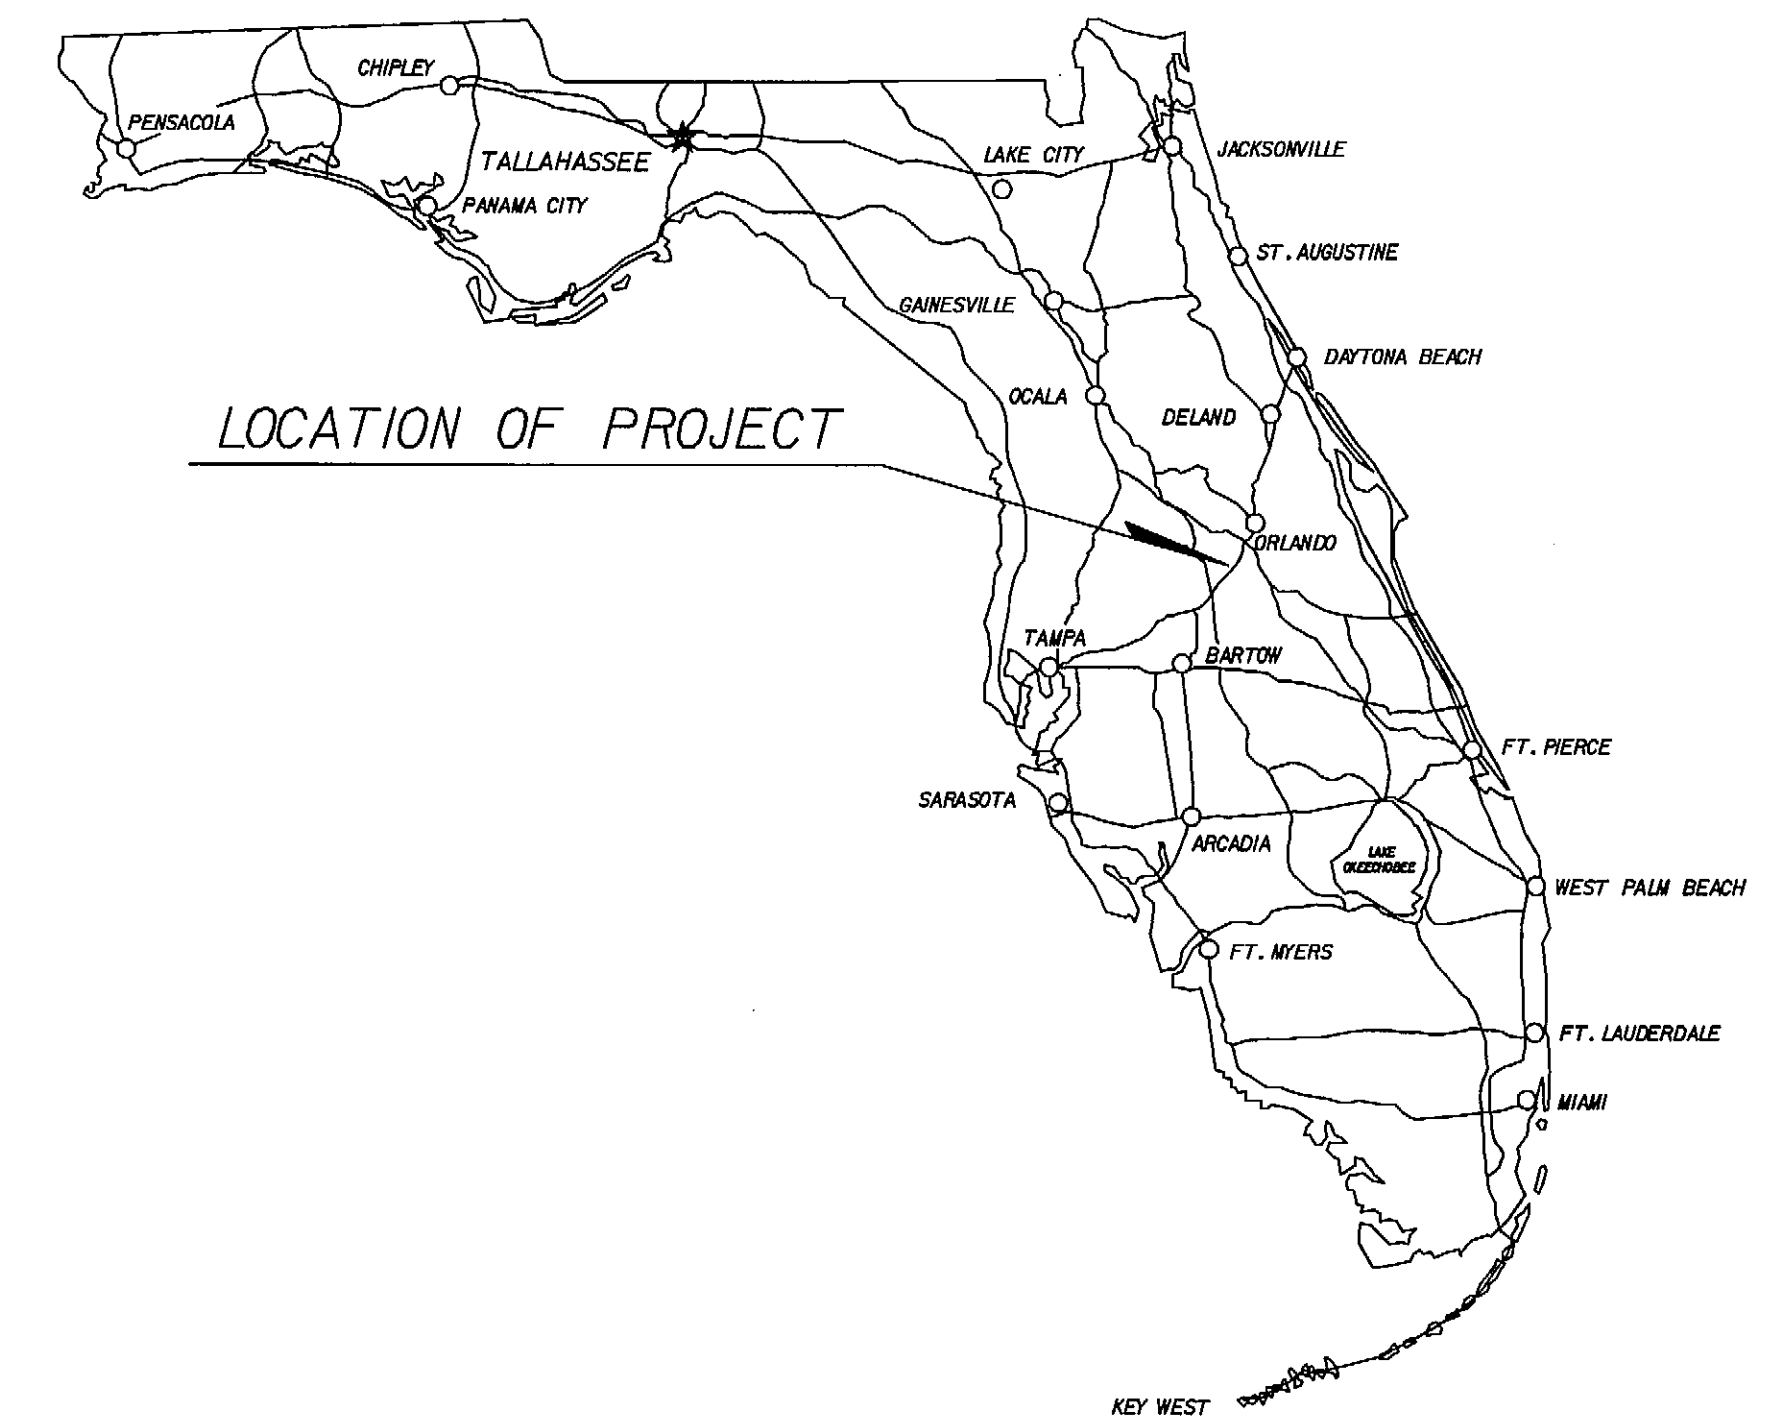 CHIPLEY
PENSACOLA
TALLAHASSEE
LAKE CITY
JACKSONVILLE
PANAMA CITY
ST. AUGUSTINE
GAINESVILLE
DAYTONA BEACH
OCALA
DELAND
LOCATION OF PROJECT
ORLANDO
TAMPA
BARTOW
FT. PIERCE
SARASOTA
ARCADIA
LAKE
OKEECHOBEE
WEST PALM BEACH
FT. MYERS
FT. LAUDERDALE
MIAMI
KEY WEST